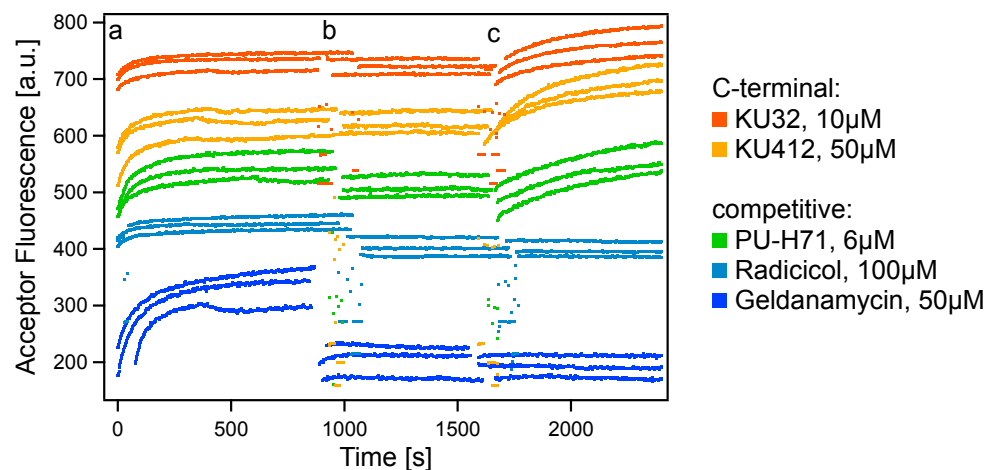 a
b
c
800
700
600
500
400
300
200
Acceptor Fluorescence [a.u.]
0
500
1000
1500
2000
Time [s]
C-terminal:
KU32, 10µM
KU412, 50µM
competitive:
PU-H71, 6µM
Radicicol, 100µM
Geldanamycin, 50µM